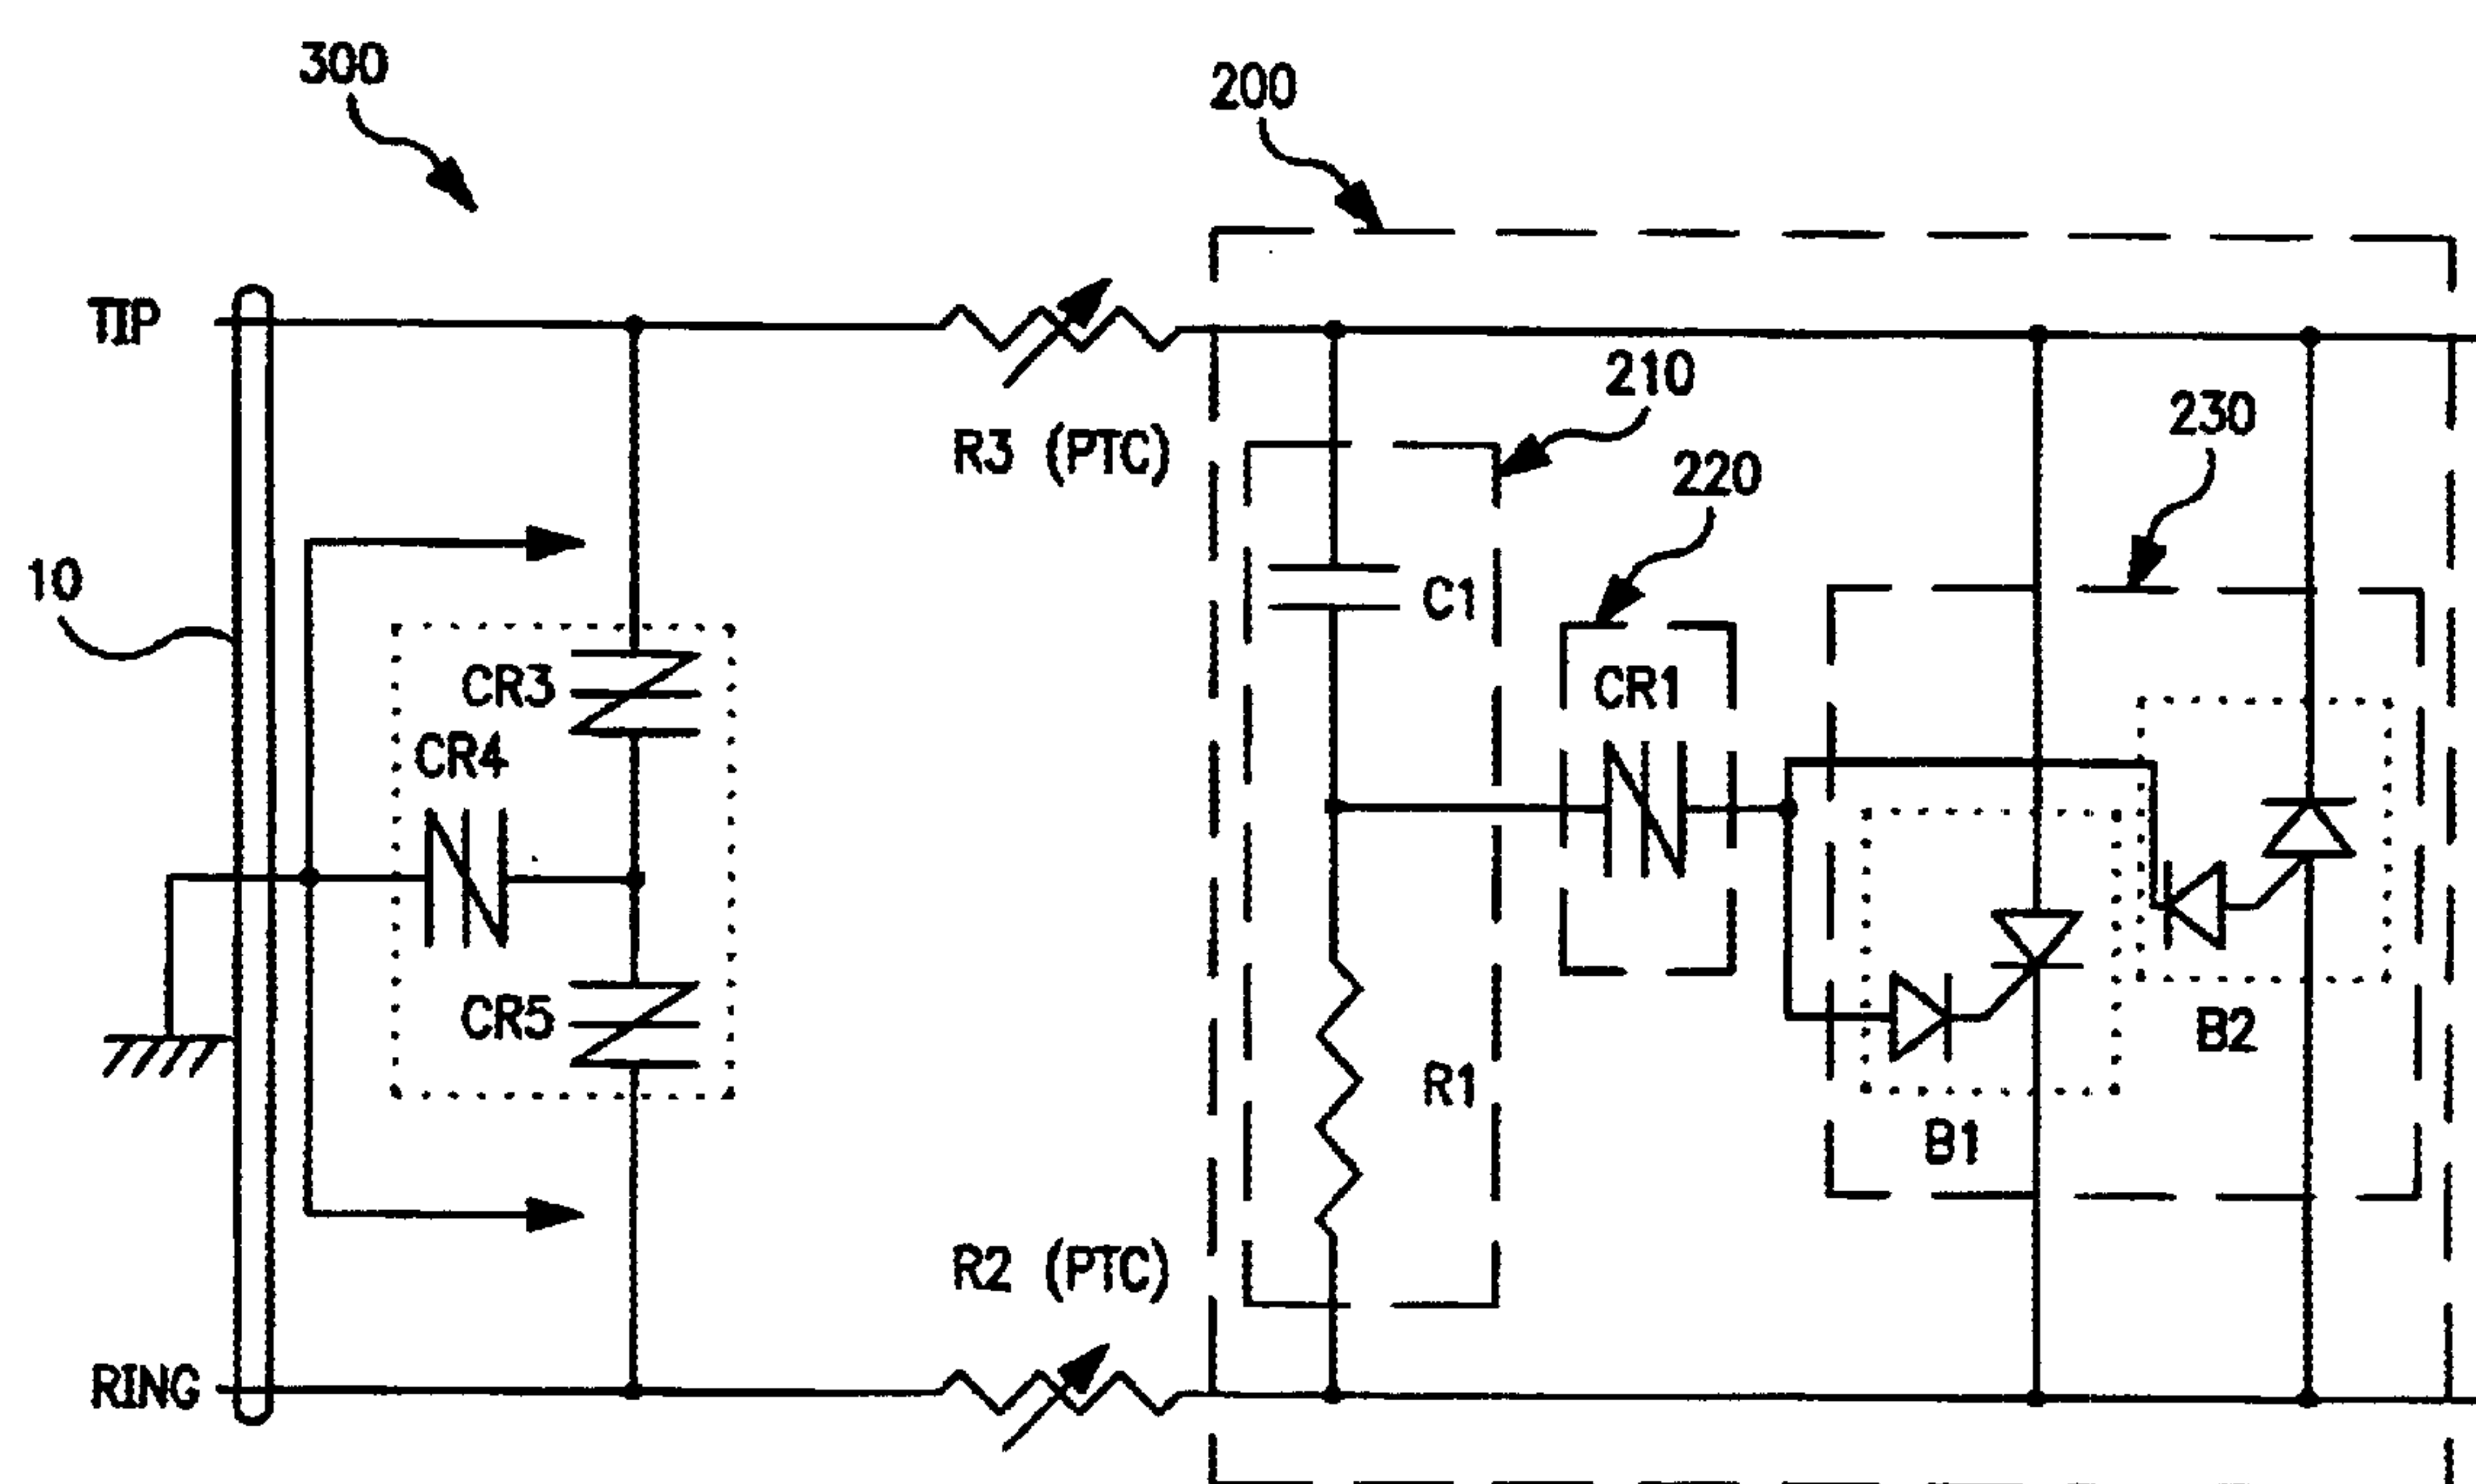 300
200
TIP
R3 (PTC)
210
220
230
10
C1
CR3
CR1
CR4
CR5
B2
R1
B1
R2 (PTC)
RING